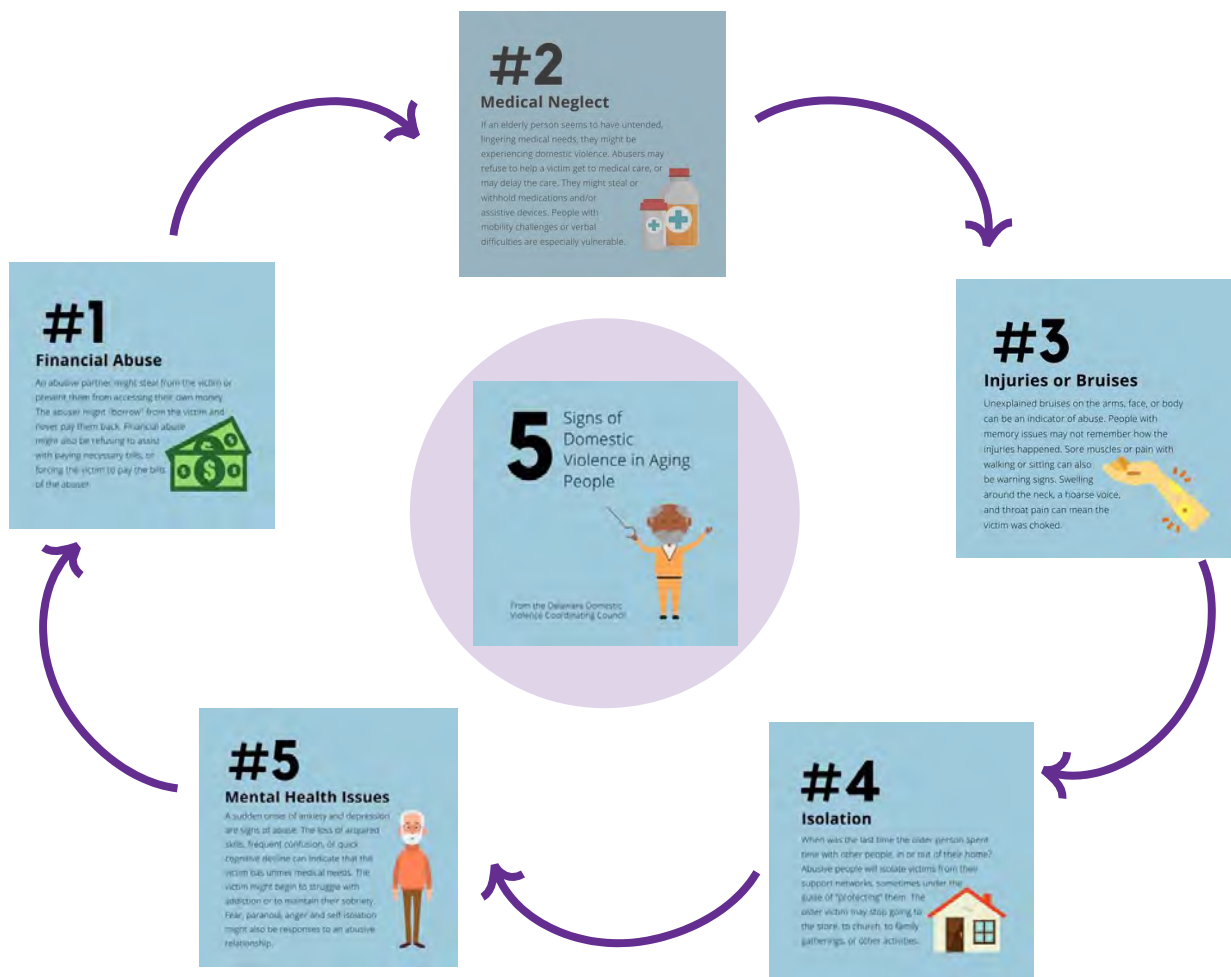 5
Signs of
Domestic
Violence in Aging
People
From the Delaware Domestic
Violence Coordinating Council
#1
Financial Abuse
An abusive partner might steal from the victim or
prevent them from accessing their own money.
The abuser might "borrow" from the victim and
never pay them back. Financial abuse
might also be refusing to assist
with paying necessary bills, or
forcing the victim to pay the bills
of the abuser.
#2
Medical Neglect
If an elderly person seems to have untended,
lingering medical needs, they might be
experiencing domestic violence. Abusers may
refuse to help a victim get to medical care, or
may delay the care. They might steal or
withhold medications and/or
assistive devices. People with
mobility challenges or verbal
difficulties are especially vulnerable.
#3
Injuries or Bruises
Unexplained bruises on the arms, face, or body
can be an indicator of abuse. People with
memory issues may not remember how the
injuries happened. Sore muscles or pain with
walking or sitting can also
be warning signs. Swelling
around the neck, a hoarse voice,
and throat pain can mean the
victim was choked.
#4
Isolation
When was the last time the older person spent
time with other people, in or out of their home?
Abusive people will isolate victims from their
support networks, sometimes under the
guise of "protecting" them. The
older victim may stop going to
the store, to church, to family
gatherings, or other activities.
#5
Mental Health Issues
A sudden onset of anxiety and depression
are signs of abuse. The loss of acquired
skills, frequent confusion, or quick
cognitive decline can indicate that the
victim has unmet medical needs. The
victim might begin to struggle with
addiction or to maintain their sobriety.
Fear, paranoia, anger and self isolation
might also be responses to an abusive
relationship.